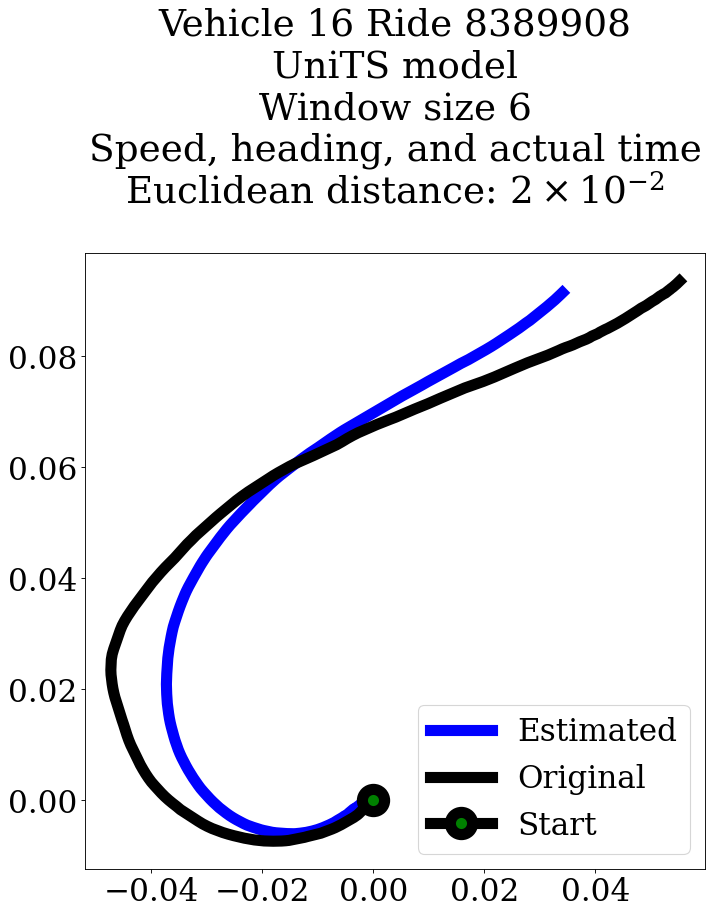 Vehicle 16 Ride 8389908
UniTS model
Window size 6
Speed, heading, and actual time
Euclidean distance: 2 × 10⁻²
0.08
0.06
0.04
0.02
0.00
Estimated
Original
Start
−0.04 −0.02 0.00 0.02 0.04